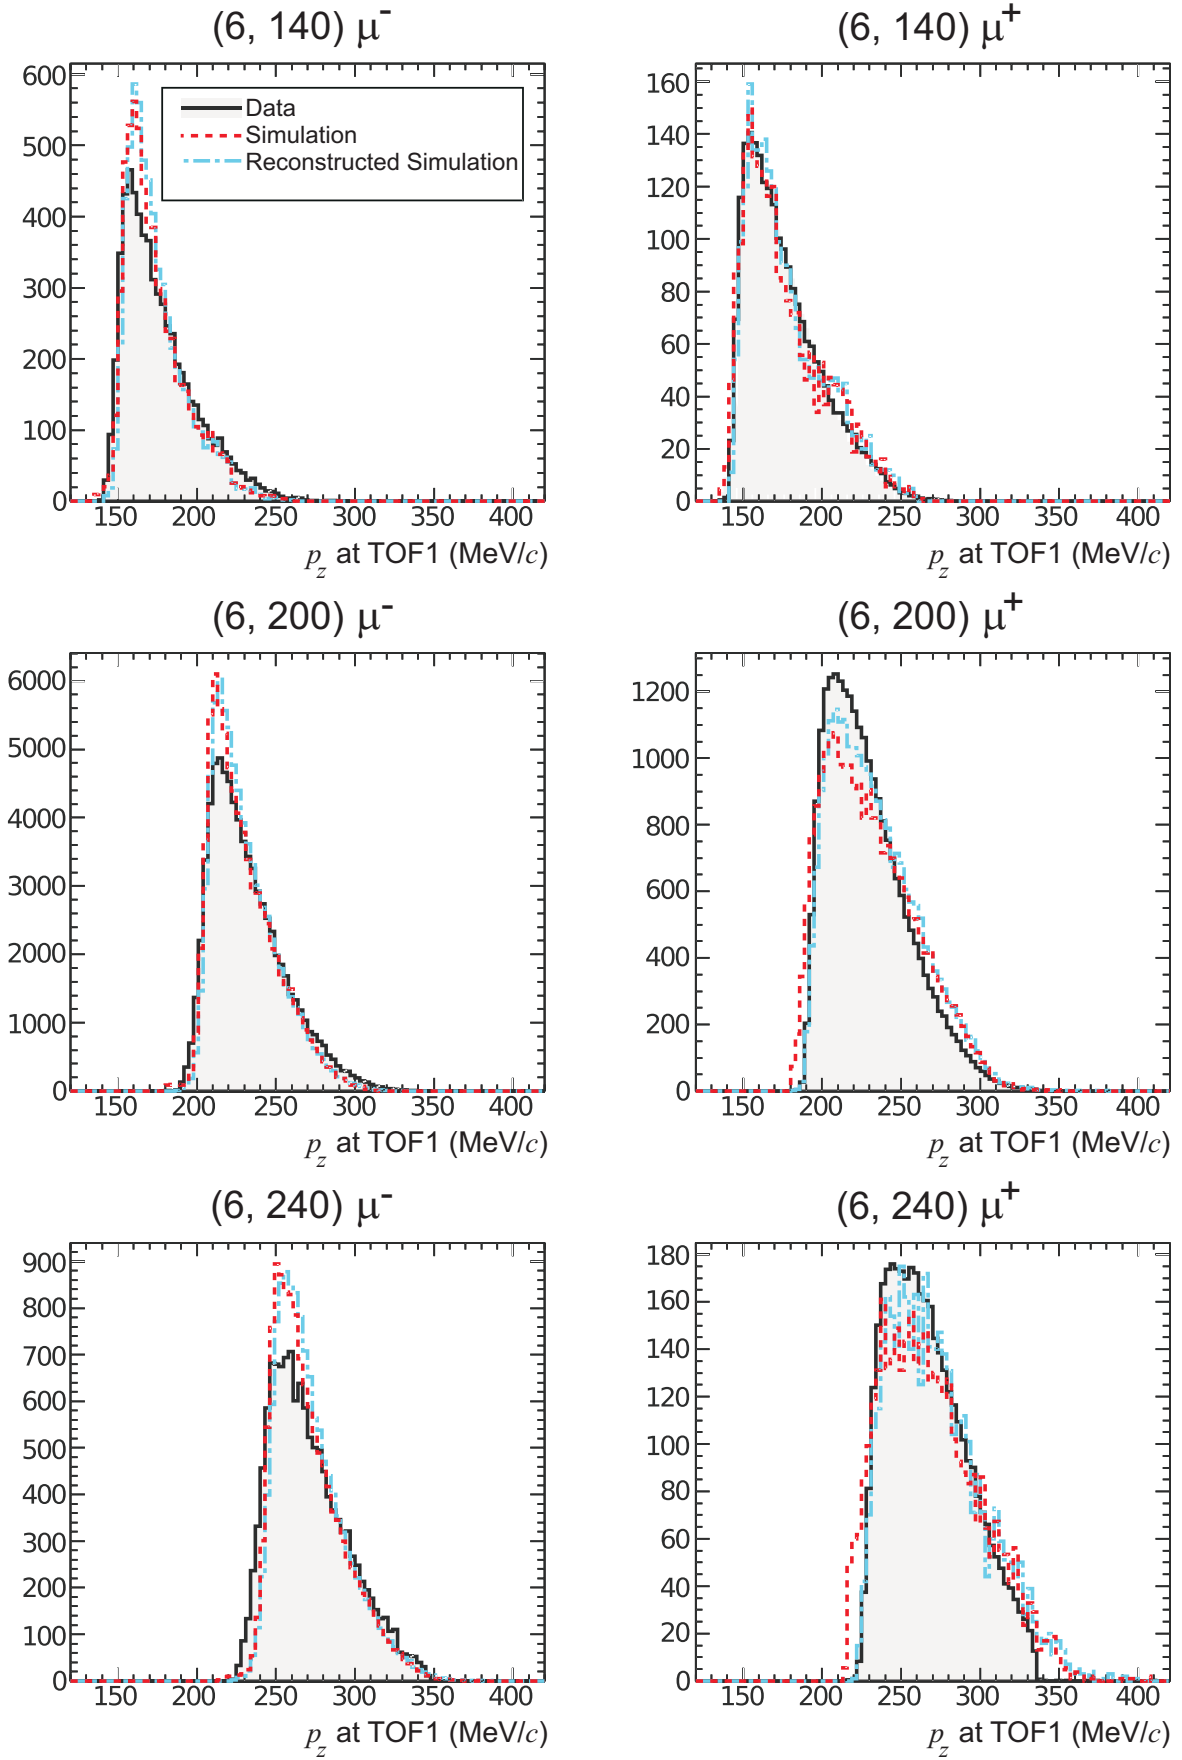 (6, 140) μ⁻
(6, 140) μ⁺
600
500
400
300
200
100
0
Data
Simulation
Reconstructed Simulation
160
140
120
100
80
60
40
20
0
150 200 250 300 350 400
150 200 250 300 350 400
p_z at TOF1 (MeV/c)
p_z at TOF1 (MeV/c)
(6, 200) μ⁻
(6, 200) μ⁺
6000
5000
4000
3000
2000
1000
0
1200
1000
800
600
400
200
0
150 200 250 300 350 400
150 200 250 300 350 400
p_z at TOF1 (MeV/c)
p_z at TOF1 (MeV/c)
(6, 240) μ⁻
(6, 240) μ⁺
900
800
700
600
500
400
300
200
100
0
180
160
140
120
100
80
60
40
20
0
150 200 250 300 350 400
150 200 250 300 350 400
p_z at TOF1 (MeV/c)
p_z at TOF1 (MeV/c)